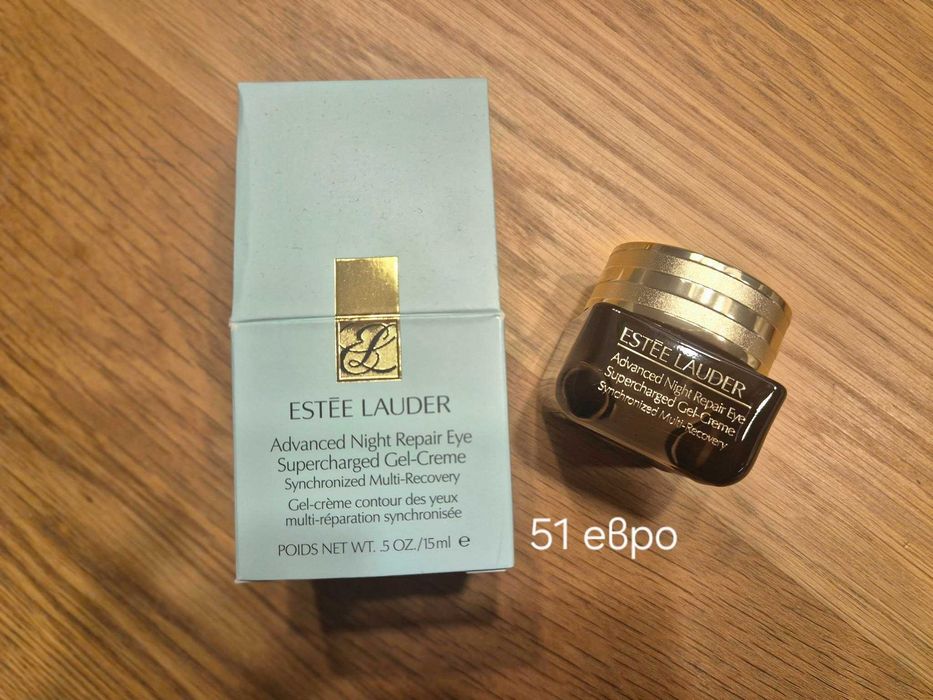 ESTĒE LAUDER
Advanced Night Repair Eye
Supercharged Gel-Creme
Synchronized Multi-Recovery
Gel-crème contour des yeux
multi-réparation synchronisée
POIDS NET WT. .5 OZ./15ml ℮
ESTĒE LAUDER
Advanced Night Repair Eye
Supercharged Gel-Creme
Synchronized Multi-Recovery
51 евро